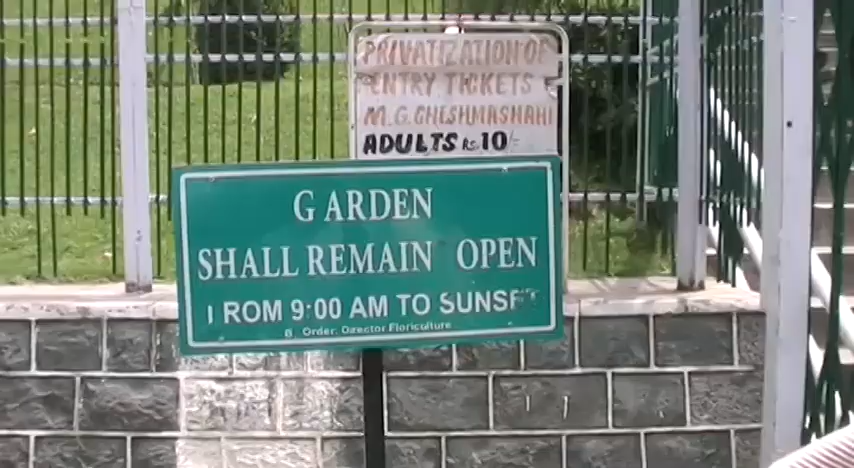 PRIVATIZATION OF
ENTRY TICKETS
M.G. CHESHMASHAHI
ADULTS Rs. 10/-
GARDEN
SHALL REMAIN OPEN
FROM 9:00 AM TO SUNSET
B Order. Director Floriculture